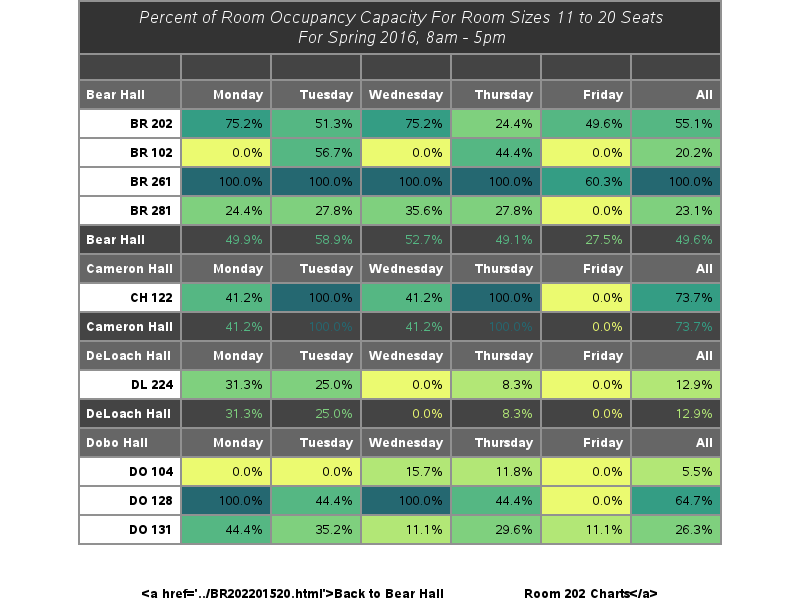 Percent of Room Occupancy Capacity For Room Sizes 11 to 20 Seats
For Spring 2016, 8am - 5pm
Bear Hall Monday Tuesday Wednesday Thursday Friday All
BR 202 75.2% 51.3% 75.2% 24.4% 49.6% 55.1%
BR 102 0.0% 56.7% 0.0% 44.4% 0.0% 20.2%
BR 261 100.0% 100.0% 100.0% 100.0% 60.3% 100.0%
BR 281 24.4% 27.8% 35.6% 27.8% 0.0% 23.1%
Bear Hall 49.9% 58.9% 52.7% 49.1% 27.5% 49.6%
Cameron Hall Monday Tuesday Wednesday Thursday Friday All
CH 122 41.2% 100.0% 41.2% 100.0% 0.0% 73.7%
Cameron Hall 41.2% 100.0% 41.2% 100.0% 0.0% 73.7%
DeLoach Hall Monday Tuesday Wednesday Thursday Friday All
DL 224 31.3% 25.0% 0.0% 8.3% 0.0% 12.9%
DeLoach Hall 31.3% 25.0% 0.0% 8.3% 0.0% 12.9%
Dobo Hall Monday Tuesday Wednesday Thursday Friday All
DO 104 0.0% 0.0% 15.7% 11.8% 0.0% 5.5%
DO 128 100.0% 44.4% 100.0% 44.4% 0.0% 64.7%
DO 131 44.4% 35.2% 11.1% 29.6% 11.1% 26.3%
<a href='../BR202201520.html'>Back to Bear Hall Room 202 Charts</a>